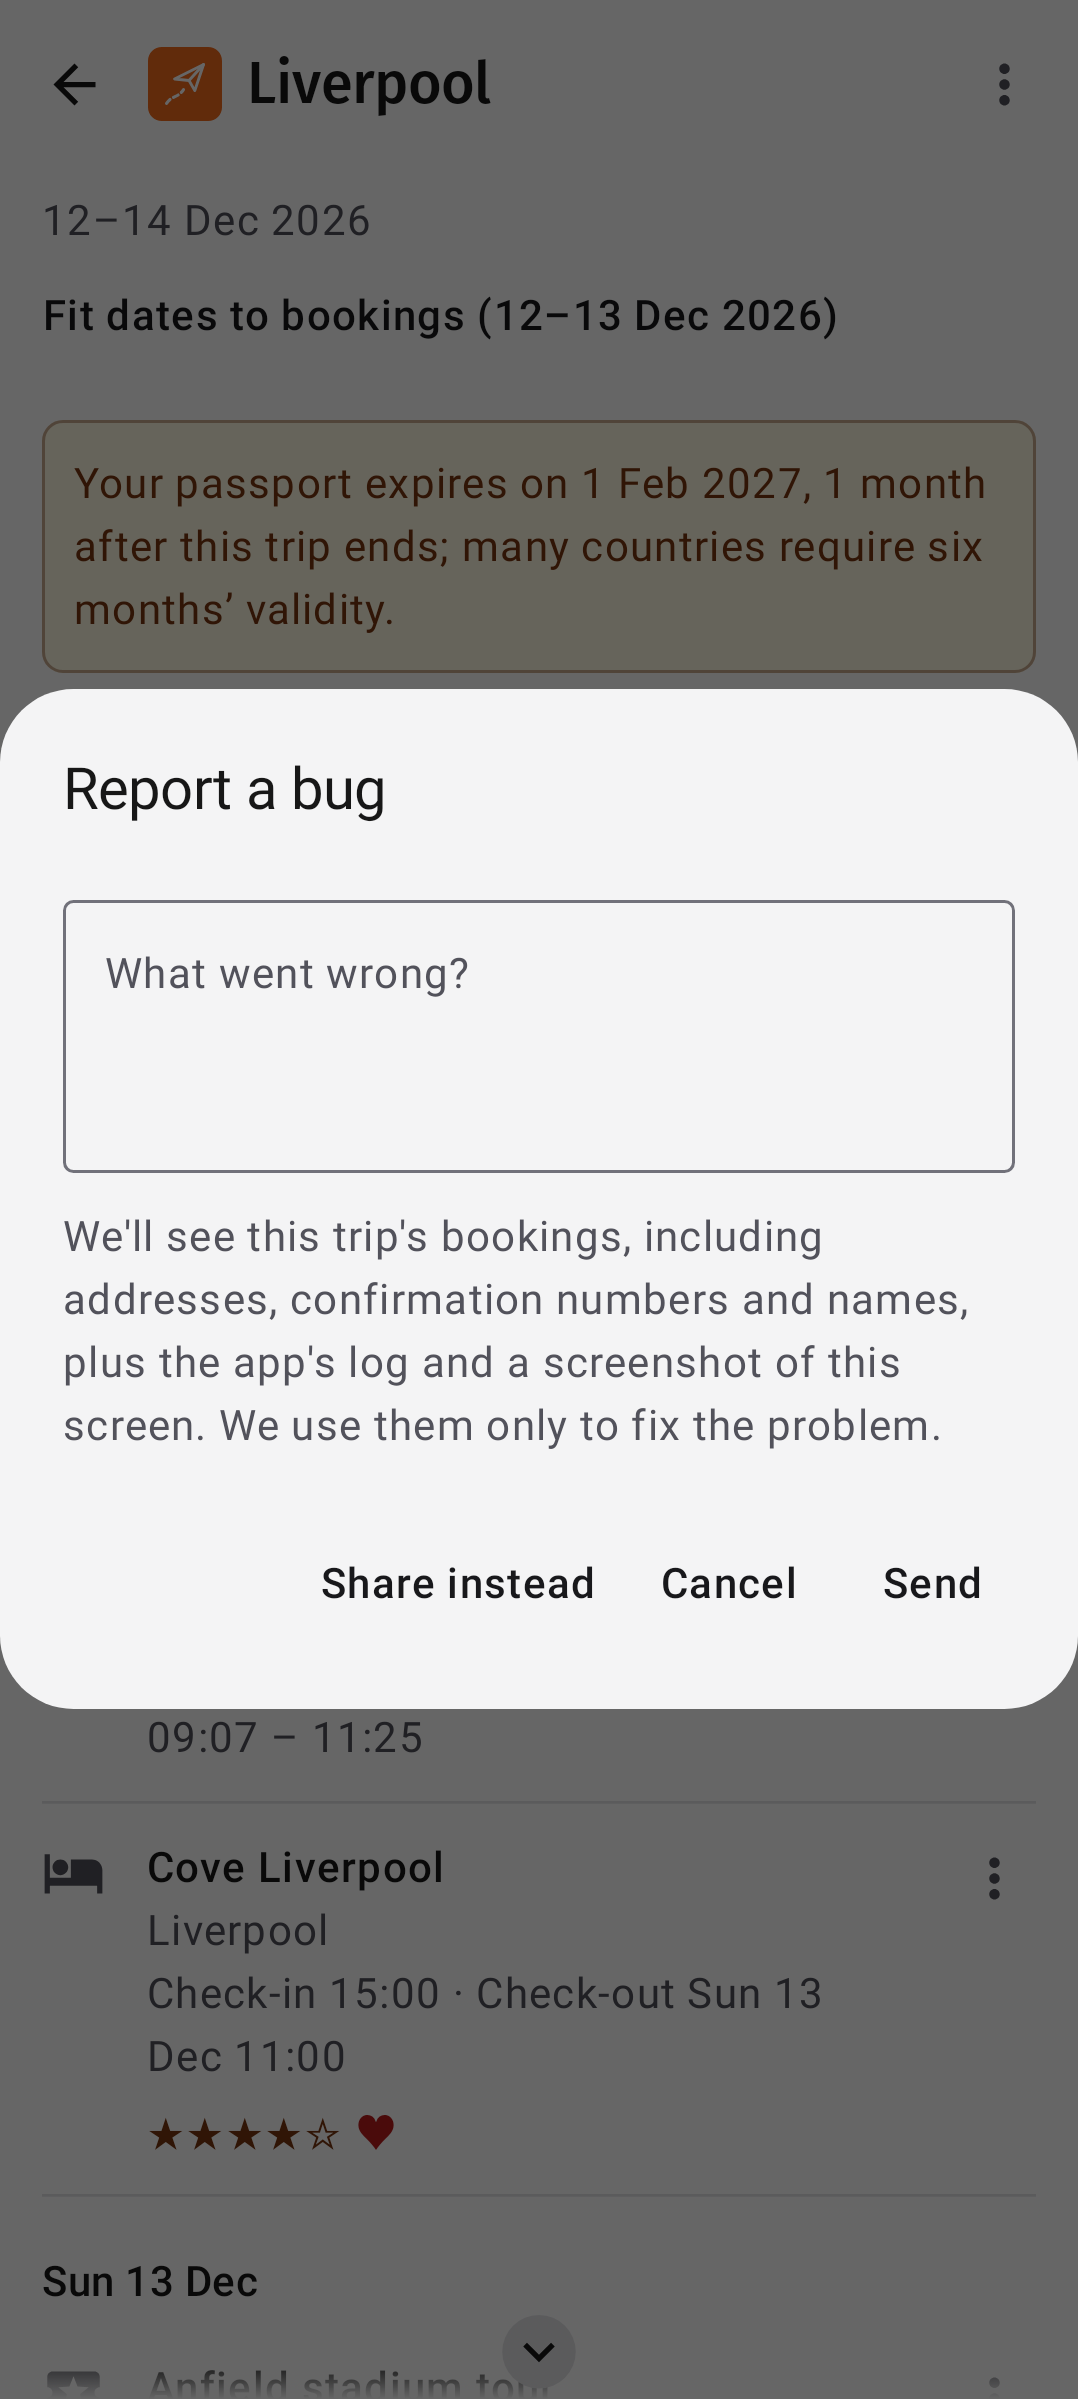 Liverpool
12–14 Dec 2026
Fit dates to bookings (12–13 Dec 2026)
Your passport expires on 1 Feb 2027, 1 month
after this trip ends; many countries require six
months’ validity.
Report a bug
What went wrong?
We'll see this trip's bookings, including
addresses, confirmation numbers and names,
plus the app's log and a screenshot of this
screen. We use them only to fix the problem.
Share instead Cancel Send
09:07 – 11:25
Cove Liverpool
Liverpool
Check-in 15:00 · Check-out Sun 13
Dec 11:00
★★★★☆ ♥
Sun 13 Dec
Anfield stadium tour